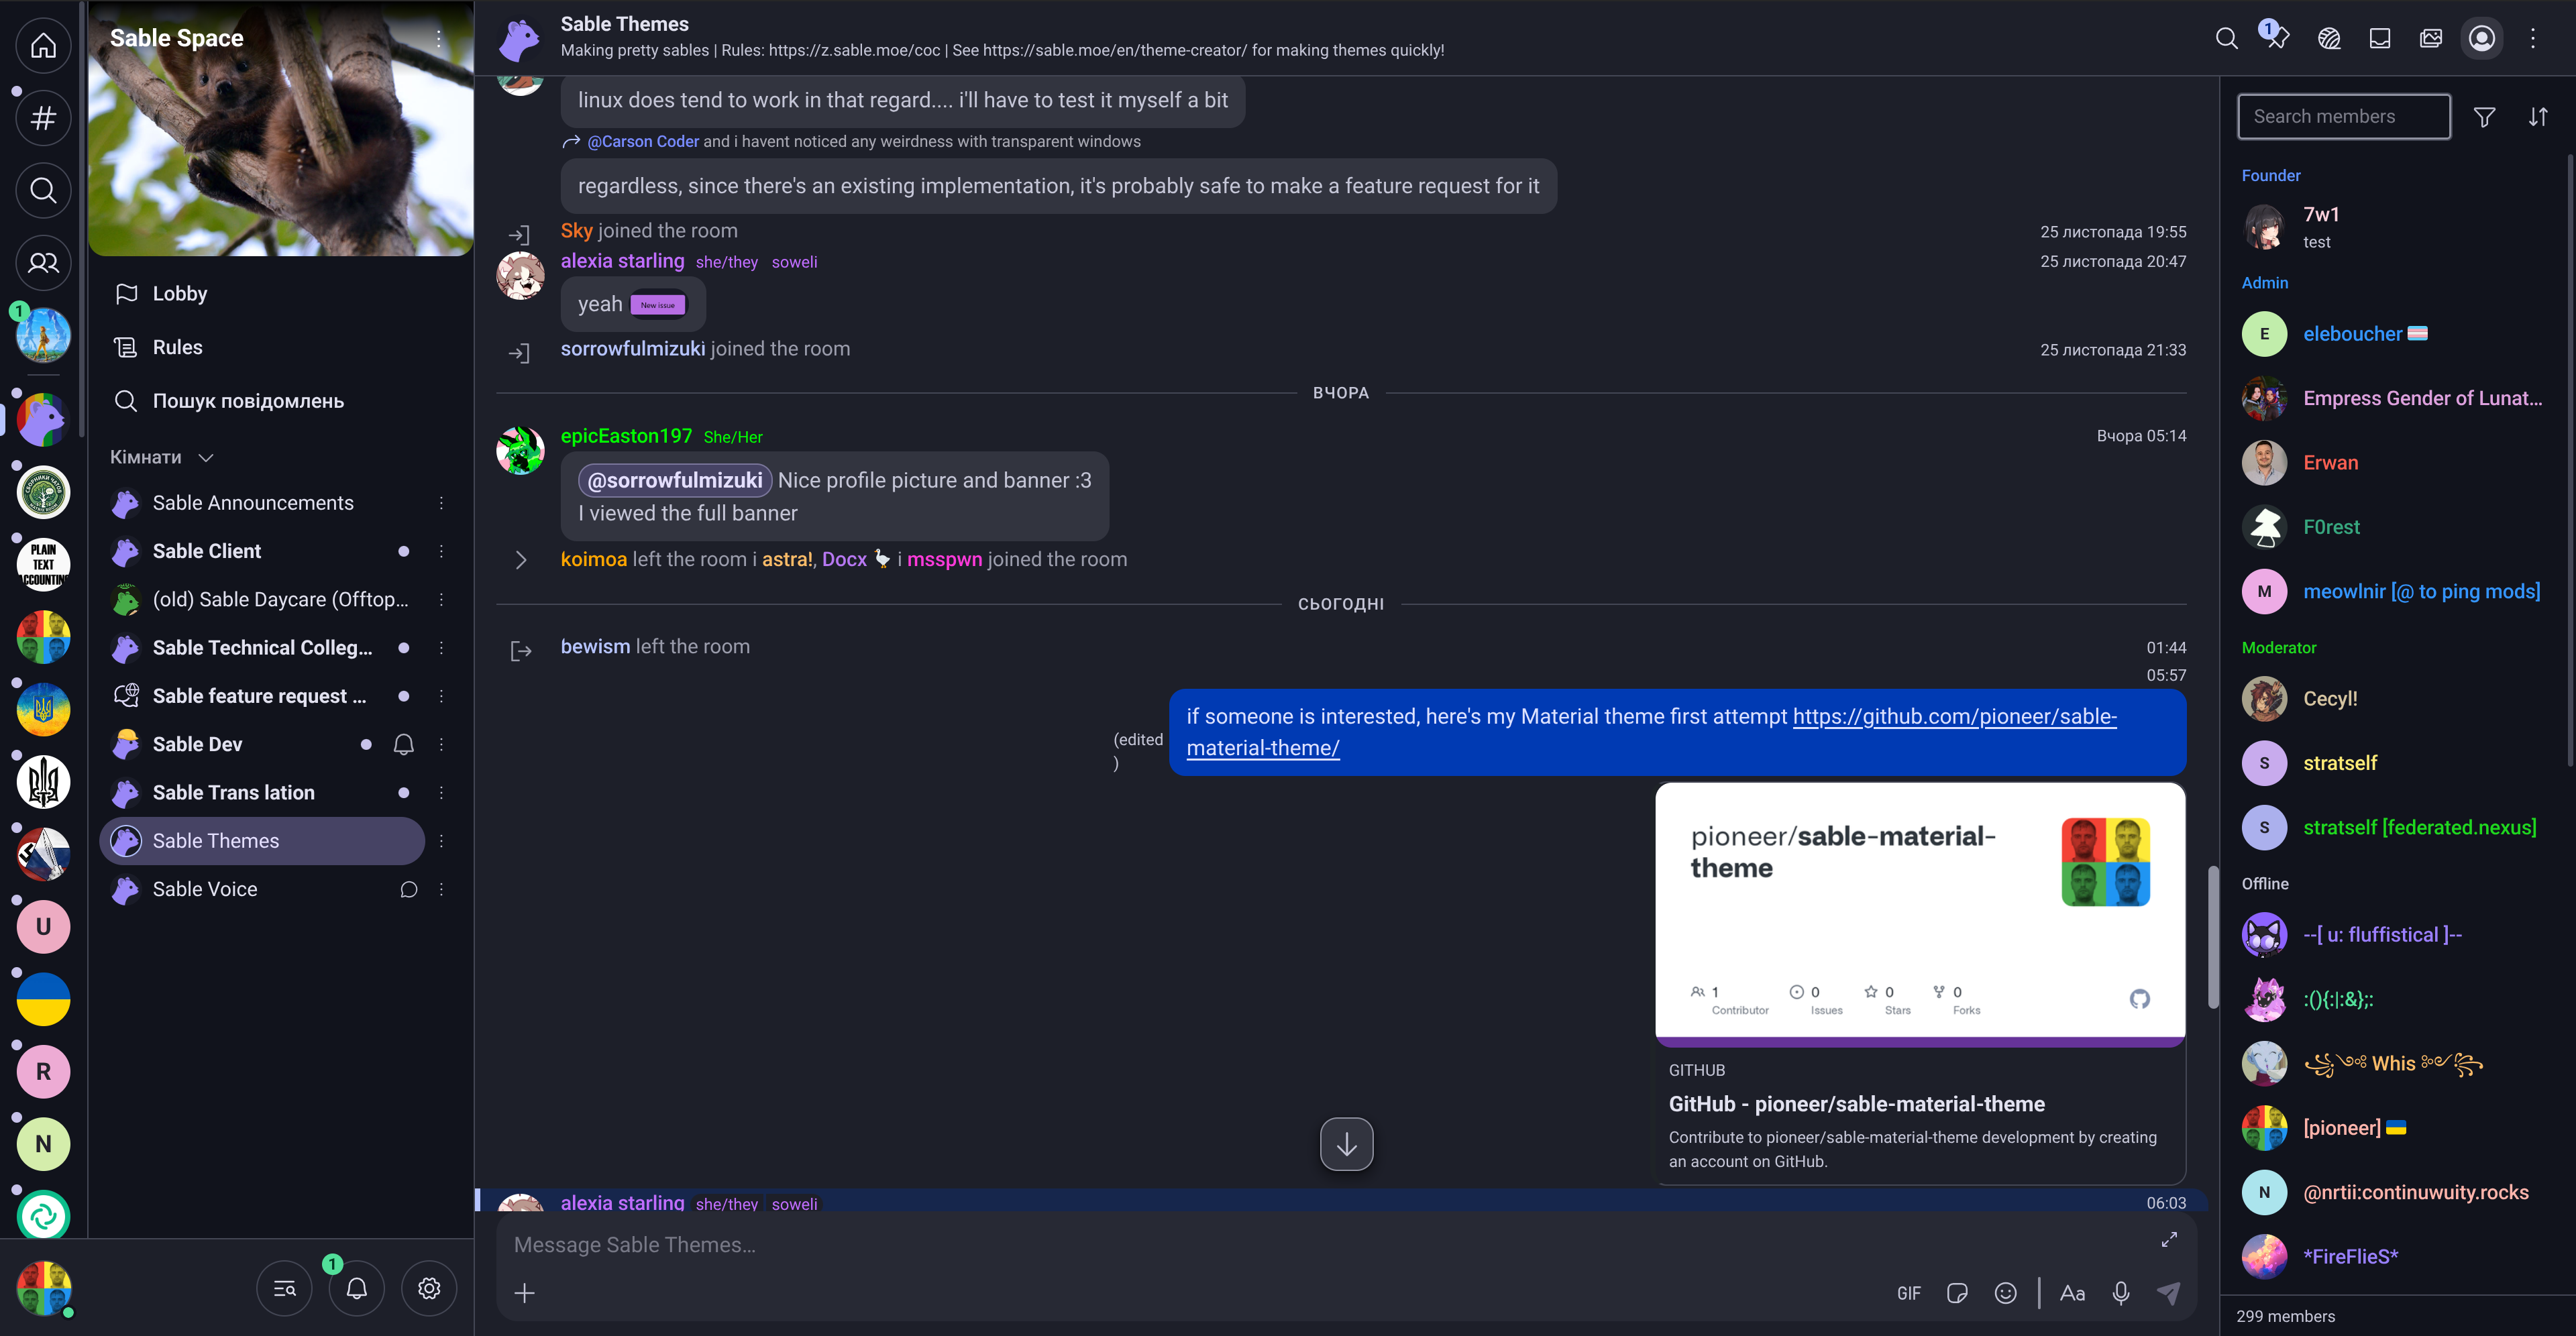 Sable Space
Lobby
Rules
Пошук повідомлень
Кімнати
Sable Announcements
Sable Client
(old) Sable Daycare (Offtop...
Sable Technical Colleg...
Sable feature request ...
Sable Dev
Sable Trans lation
Sable Themes
Sable Voice
1
PLAIN
TEXT
ACCOUNTING
U
R
N
1
Sable Themes
Making pretty sables | Rules: https://z.sable.moe/coc | See https://sable.moe/en/theme-creator/ for making themes quickly!
1
linux does tend to work in that regard.... i'll have to test it myself a bit
@Carson Coder and i havent noticed any weirdness with transparent windows
regardless, since there's an existing implementation, it's probably safe to make a feature request for it
Sky joined the room 25 листопада 19:55
alexia starling she/they soweli 25 листопада 20:47
yeah New issue
sorrowfulmizuki joined the room 25 листопада 21:33
ВЧОРА
epicEaston197 She/Her Вчора 05:14
@sorrowfulmizuki Nice profile picture and banner :3
I viewed the full banner
koimoa left the room і astra!, Docx 🦆 і msspwn joined the room
СЬОГОДНІ
bewism left the room 01:44
05:57
if someone is interested, here's my Material theme first attempt https://github.com/pioneer/sable-
material-theme/
(edited
)
pioneer/sable-material-
theme
1 0 0 0
Contributor Issues Stars Forks
GITHUB
GitHub - pioneer/sable-material-theme
Contribute to pioneer/sable-material-theme development by creating
an account on GitHub.
alexia starling she/they soweli 06:03
Message Sable Themes...
GIF Aa
Search members
Founder
7w1
test
Admin
E eleboucher
Empress Gender of Lunat...
Erwan
F0rest
M meowlnir [@ to ping mods]
Moderator
Cecyl!
S stratself
S stratself [federated.nexus]
Offline
--[ u: fluffistical ]--
:(){:|:&};:
꧁༺ Whis ༻꧂
[pioneer] 🇺🇦
N @nrtii:continuwuity.rocks
*FireFlieS*
299 members